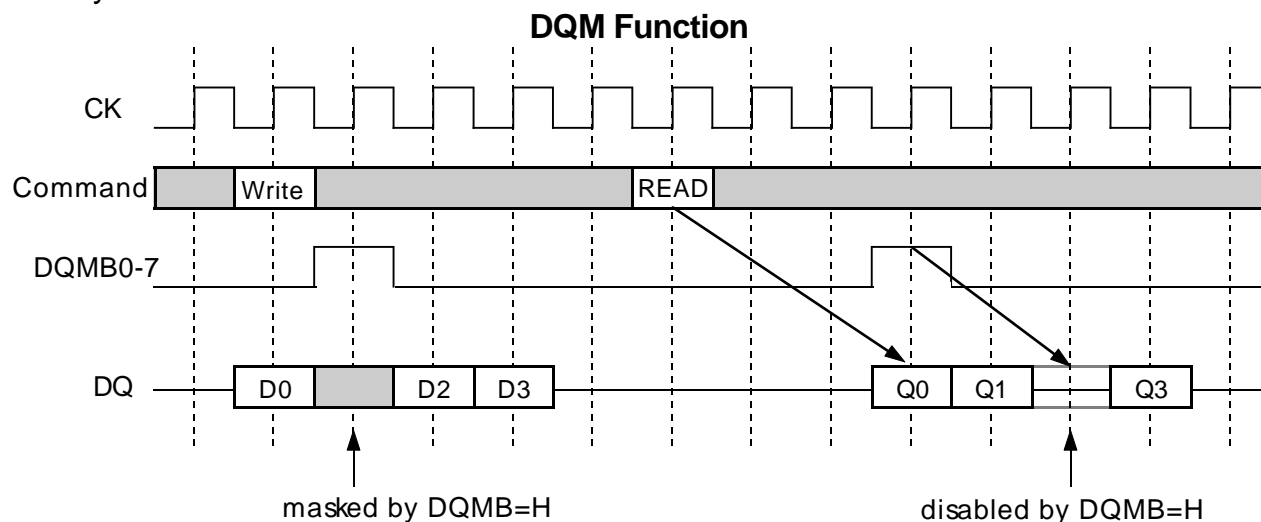 DQM Function
CK
Command Write READ
DQMB0-7
DQ D0 D2 D3 Q0 Q1 Q3
masked by DQMB=H disabled by DQMB=H